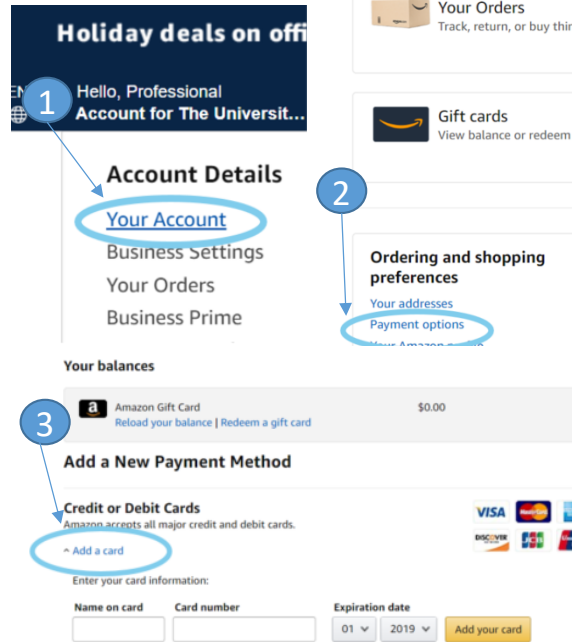 Holiday deals on offi
EN
Hello, Professional
Account for The Universit...
1
Account Details
Your Account
Business Settings
Your Orders
Business Prime
Your Orders
Track, return, or buy thin
Gift cards
View balance or redeem
2
Ordering and shopping
preferences
Your addresses
Payment options
Your balances
a
Amazon Gift Card
$0.00
Reload your balance | Redeem a gift card
3
Add a New Payment Method
Credit or Debit Cards
Amazon accepts all major credit and debit cards.
VISA MasterCard
DISCOVER JCB
^ Add a card
Enter your card information:
Name on card Card number Expiration date
01 2019 Add your card